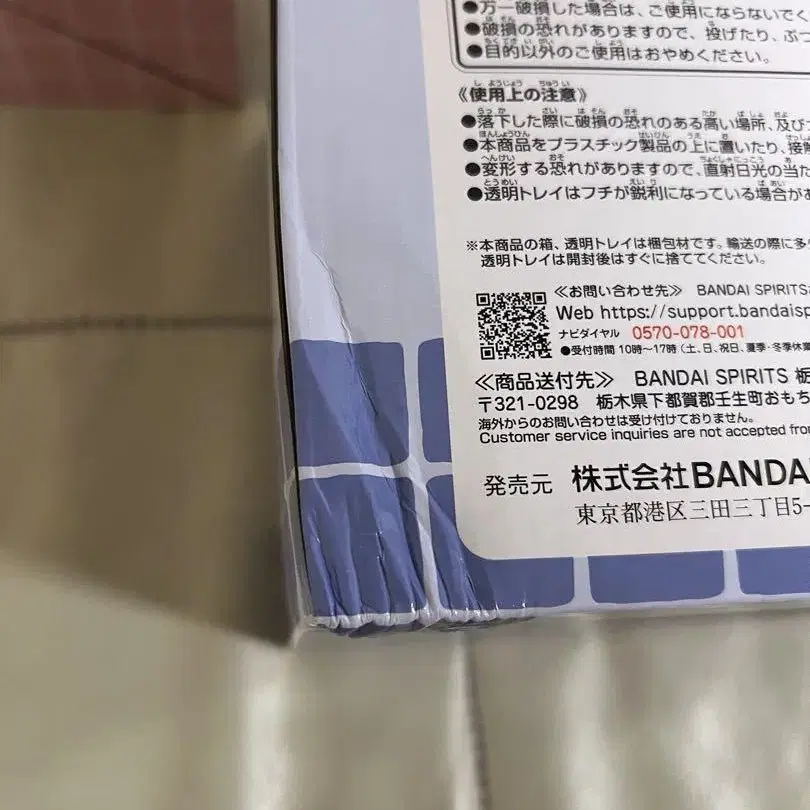 ●万一破損した場合は、ご使用にならないでく
●破損の恐れがありますので、投げたり、ぶつ
●目的以外のご使用はおやめください。
《使用上の注意》
●落下した際に破損の恐れのある高い場所、及び
●本商品をプラスチック製品の上に置いたり、接触
●変形する恐れがありますので、直射日光の当た
●透明トレイはフチが鋭利になっている場合があ
※本商品の箱、透明トレイは梱包材です。輸送の際に多少
透明トレイは開封後はすぐに捨ててください。
≪お問い合わせ先≫ BANDAI SPIRITSお
Web https://support.bandaisp
ナビダイヤル 0570-078-001
●受付時間 10時~17時(土、日、祝日、夏季・冬季休業
≪商品送付先≫ BANDAI SPIRITS 栃
〒321-0298 栃木県下都賀郡壬生町おもち
海外からのお問い合わせは受け付けておりません。
Customer service inquiries are not accepted from
発売元 株式会社BANDAI
東京都港区三田三丁目5-